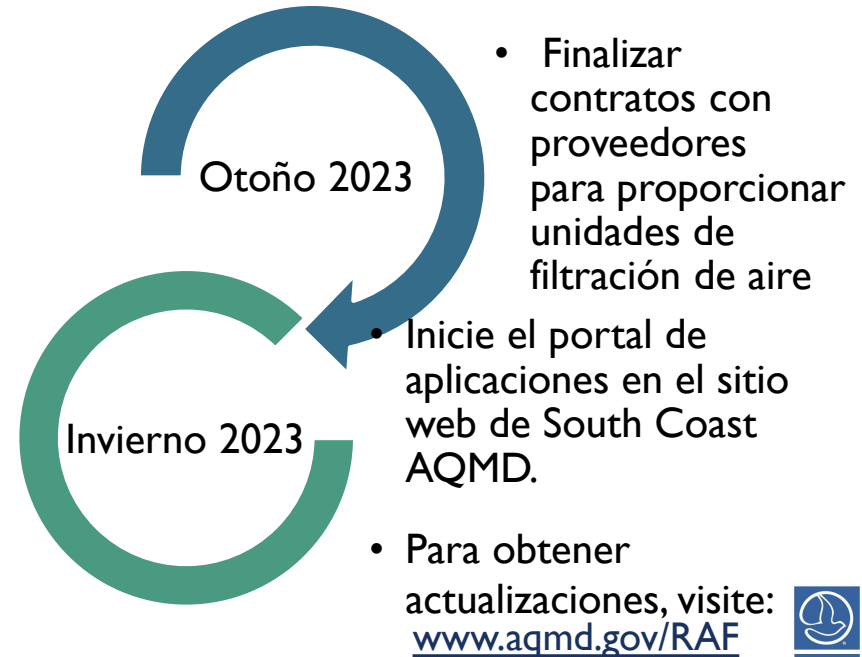 Otoño 2023
• Finalizar
contratos con
proveedores
para proporcionar
unidades de
filtración de aire
Invierno 2023
• Inicie el portal de
aplicaciones en el sitio
web de South Coast
AQMD.
• Para obtener
actualizaciones, visite:
www.aqmd.gov/RAF